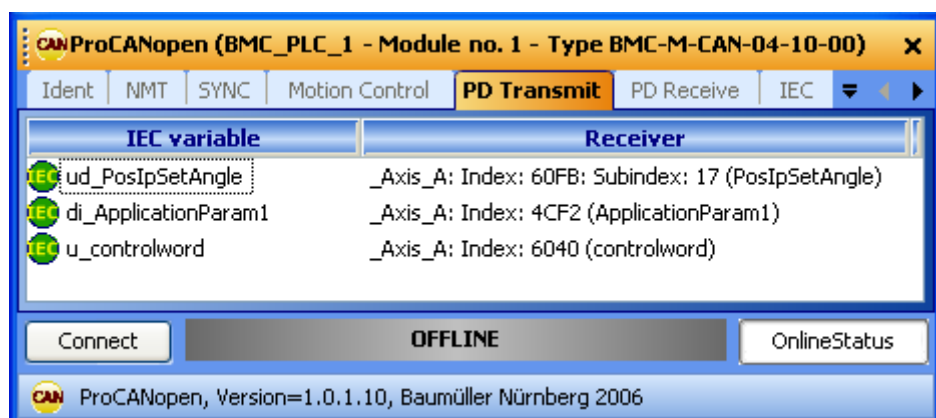 CAN ProCANopen (BMC_PLC_1 - Module no. 1 - Type BMC-M-CAN-04-10-00)
Ident NMT SYNC Motion Control PD Transmit PD Receive IEC
IEC variable Receiver
IEC ud_PosIpSetAngle _Axis_A: Index: 60FB: Subindex: 17 (PosIpSetAngle)
IEC di_ApplicationParam1 _Axis_A: Index: 4CF2 (ApplicationParam1)
IEC u_controlword _Axis_A: Index: 6040 (controlword)
Connect OFFLINE OnlineStatus
CAN ProCANopen, Version=1.0.1.10, Baumüller Nürnberg 2006